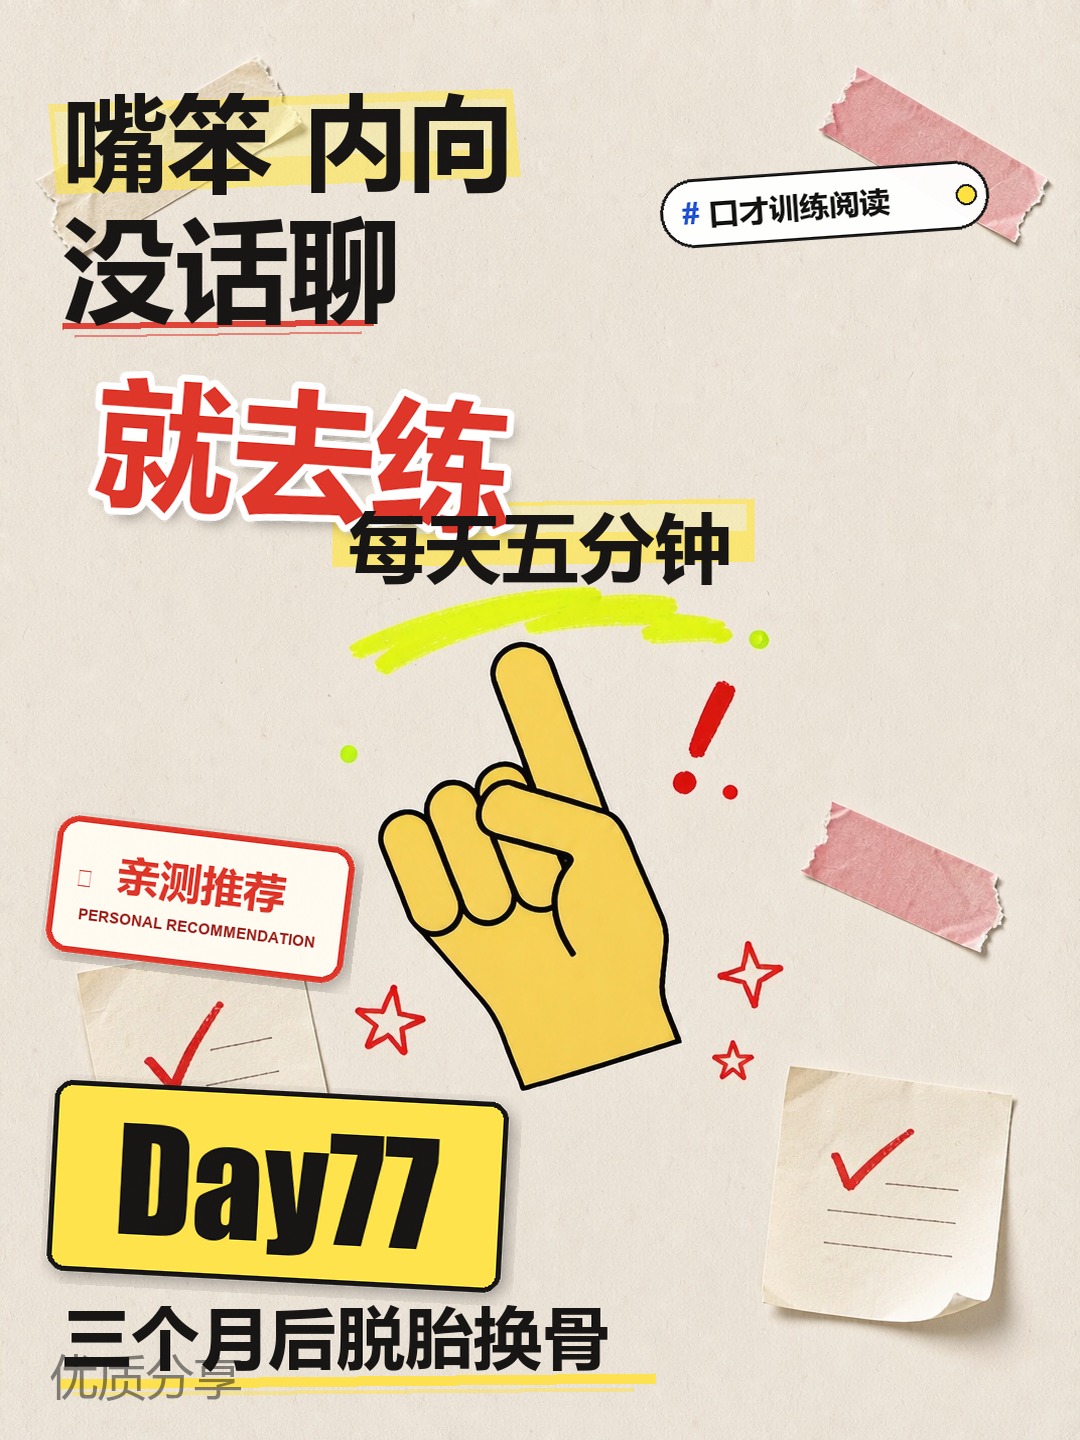 嘴笨 内向
# 口才训练阅读
没话聊
就去练
每天五分钟
亲测推荐
PERSONAL RECOMMENDATION
Day77
三个月后脱胎换骨
优质分享